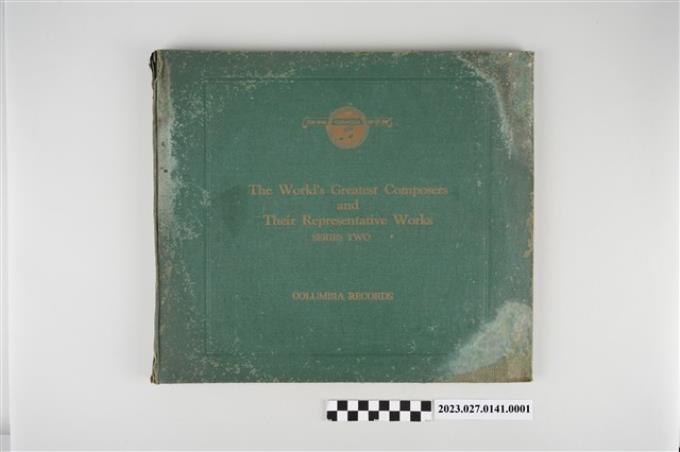 The World's Greatest Composers
and
Their Representative Works
SERIES TWO
COLUMBIA RECORDS
2023.027.0141.0001